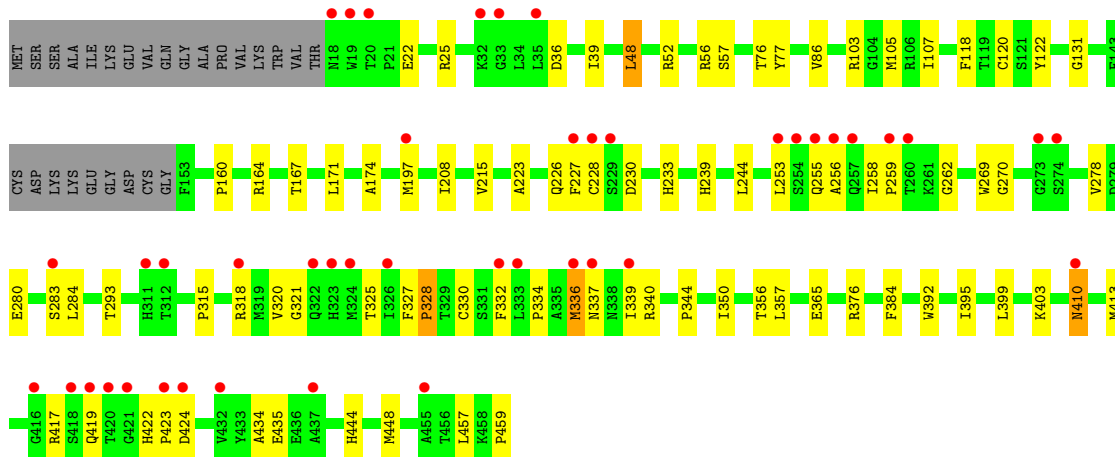 MET SER SER ALA ILE LYS GLU VAL GLN GLY ALA PRO VAL LYS TRP VAL THR N18 W19 T20 P21 E22 R25 K32 G33 L34 L35 D36 I39 L48 R52 R56 S57 T76 Y77 V86 R103 G104 M105 R106 I107 F118 T119 C120 S121 Y122 G131
CYS ASP LYS LYS GLU GLY ASP CYS GLY F153 P160 R164 T167 L171 A174 M197 I208 V215 A223 Q226 F227 C228 S229 D230 H233 H239 L244 L253 S254 Q255 A256 Q257 I258 P259 T260 K261 G262 W269 G270 G273 S274 V278
E280 S283 L284 T293 H311 T312 P315 R318 M319 V320 G321 Q322 H323 M324 T325 I326 F327 P328 T329 C330 S331 F332 L333 P334 A335 M336 N337 N338 I339 R340 P344 I350 T356 L357 E365 R376 F384 W392 I395 L399 K403 N410 M413
G416 R417 S418 Q419 T420 G421 H422 P423 D424 V432 Y433 A434 E435 E436 A437 H444 M448 A455 T456 L457 K458 P459